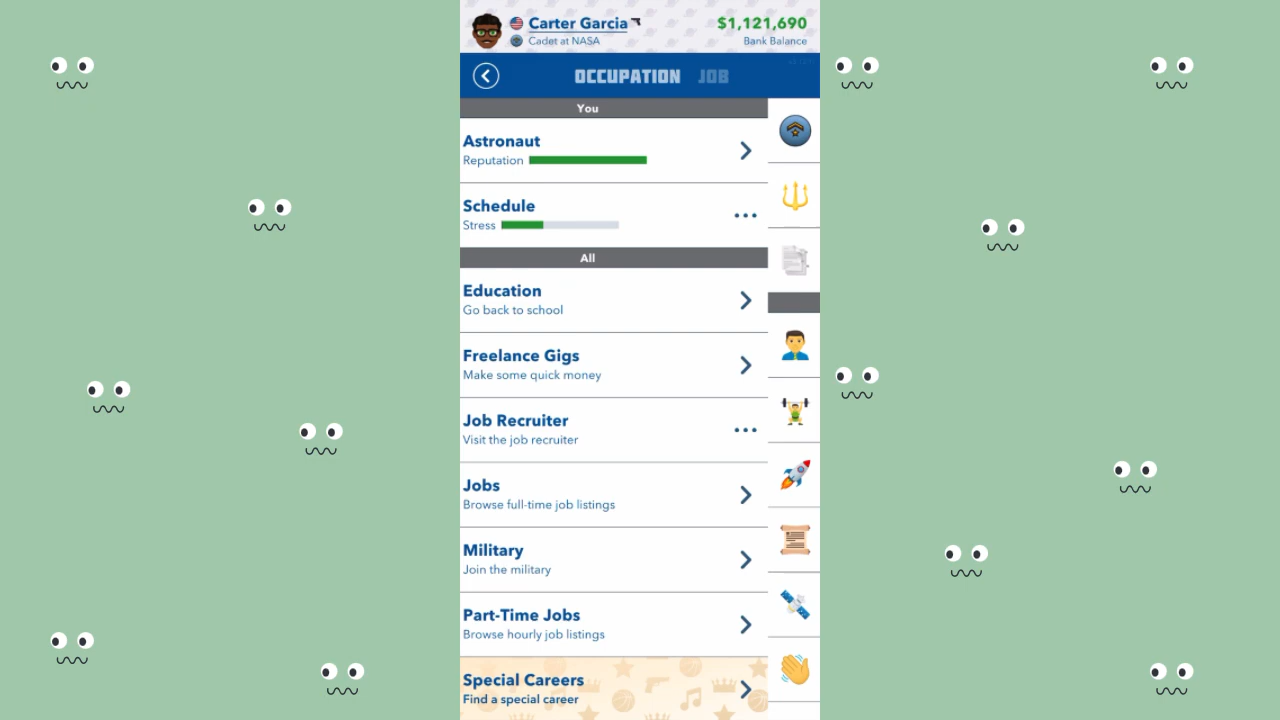 Carter Garcia
Cadet at NASA
$1,121,690
Bank Balance
OCCUPATION JOB
You
Astronaut
Reputation
Schedule
Stress
All
Education
Go back to school
Freelance Gigs
Make some quick money
Job Recruiter
Visit the job recruiter
Jobs
Browse full-time job listings
Military
Join the military
Part-Time Jobs
Browse hourly job listings
Special Careers
Find a special career